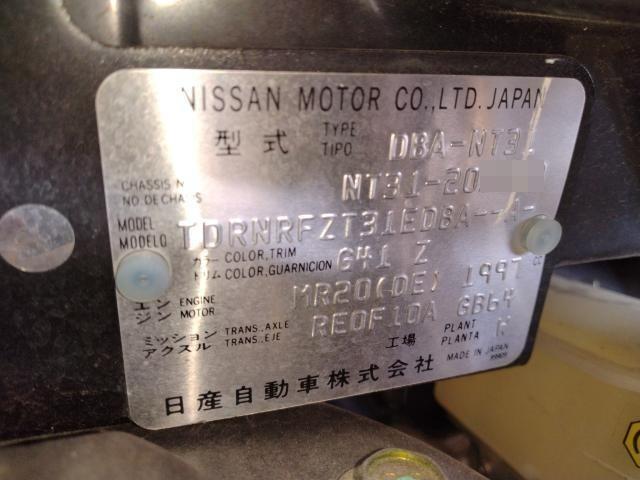 NISSAN MOTOR CO.,LTD. JAPAN
型式 TYPE TIPO DBA-NT31
CHASSIS N
NO DE CHAS NT31-20
MODEL MODELO TDRNRFZT31EDBA--A-
カラー トリム COLOR,TRIM COLOR,GUARNICION G41 Z
エンジン ENGINE MOTOR MR20(DE) 1997 cc
ミッション アクスル TRANS.,AXLE TRANS.,EJE RE0F10A GB64
工場 PLANT PLANTA
日産自動車株式会社 MADE IN JAPAN